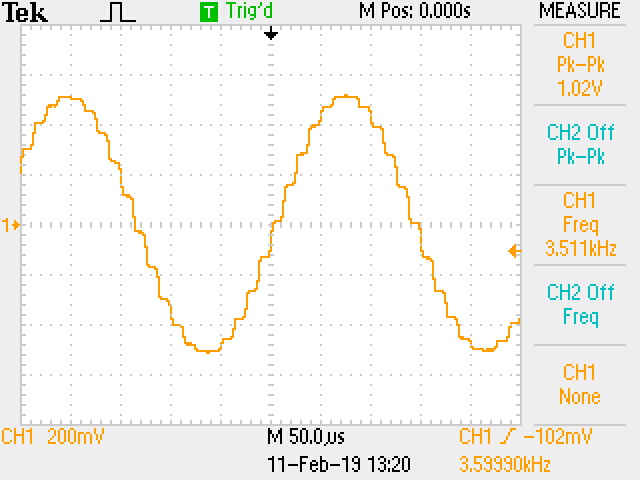 Tek
T Trig'd
M Pos: 0.000s
MEASURE
CH1
Pk-Pk
1.02V
CH2 Off
Pk-Pk
CH1
Freq
3.511kHz
CH2 Off
Freq
CH1
None
1
CH1 200mV
M 50.0µs
CH1 -102mV
11-Feb-19 13:20
3.59990kHz